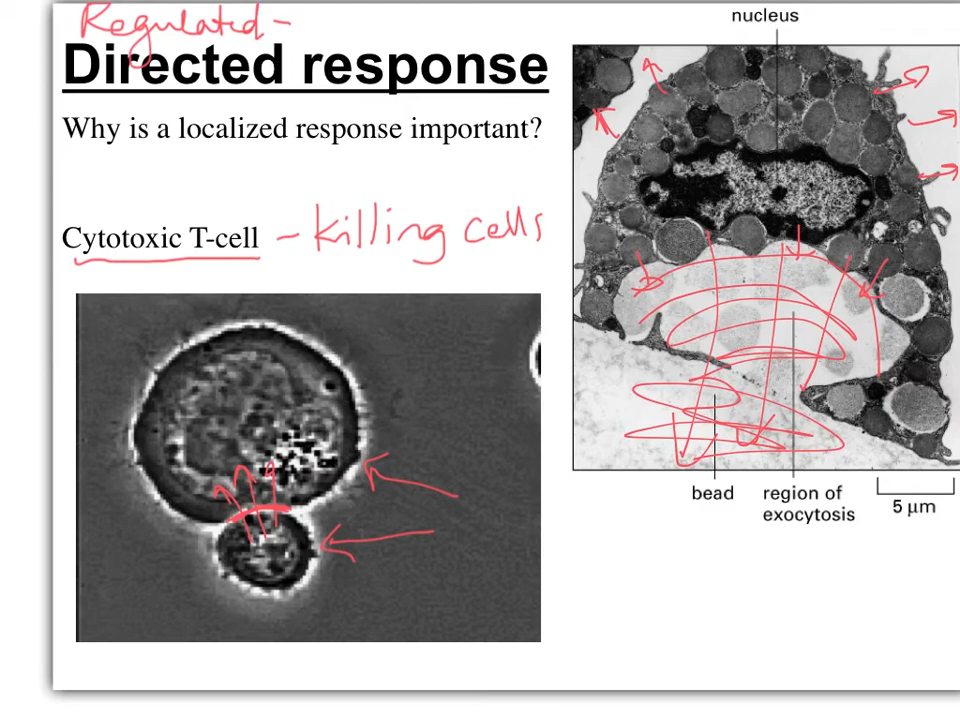 Regulated-
Directed response
Why is a localized response important?
Cytotoxic T-cell - killing cells
nucleus
bead
region of
exocytosis
5 µm